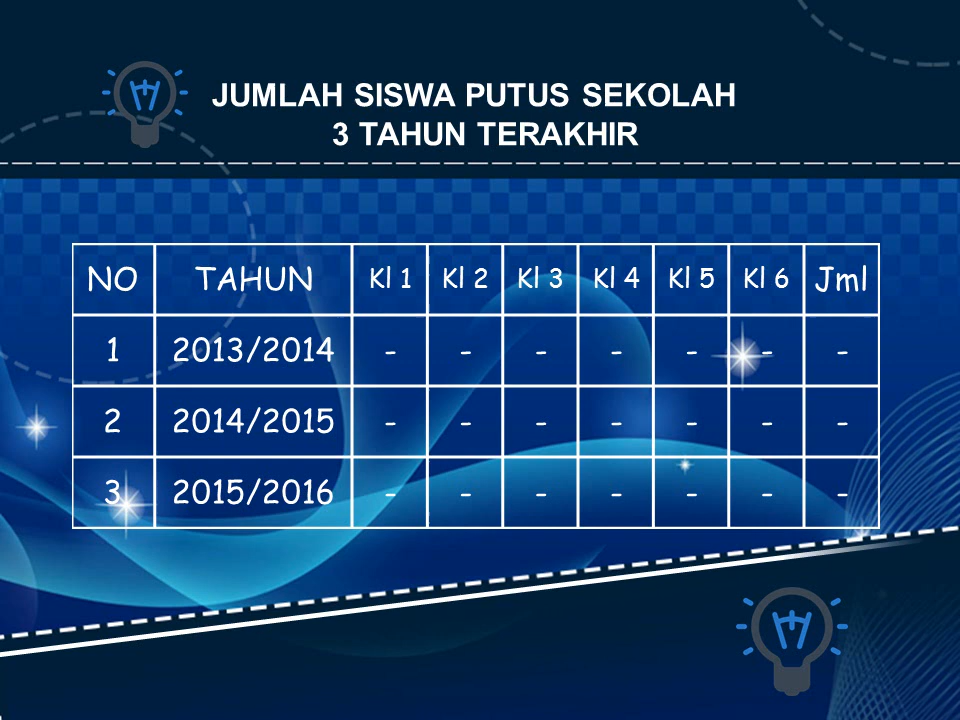 JUMLAH SISWA PUTUS SEKOLAH
3 TAHUN TERAKHIR
NO TAHUN Kl 1 Kl 2 Kl 3 Kl 4 Kl 5 Kl 6 Jml
1 2013/2014 - - - - - - -
2 2014/2015 - - - - - - -
3 2015/2016 - - - - - - -